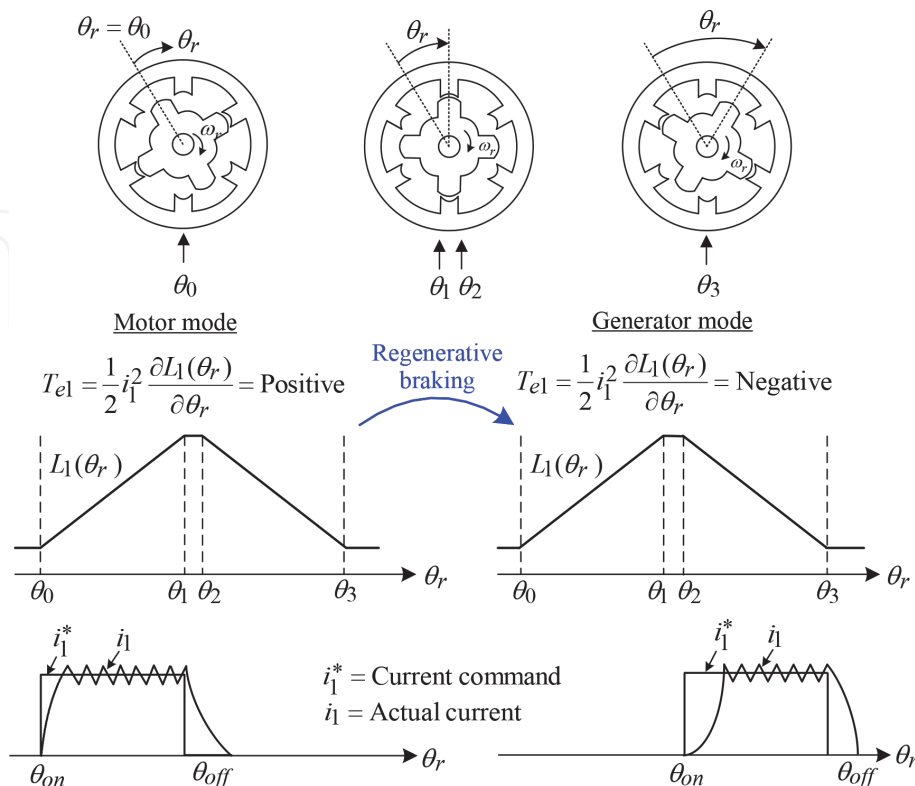 θr = θ0 θr θr θr
ωr ωr ωr
θ0 θ1 θ2 θ3
Motor mode
Tel = 1/2 i1^2 ∂L1(θr)/∂θr = Positive
Regenerative
braking
Generator mode
Tel = 1/2 i1^2 ∂L1(θr)/∂θr = Negative
L1(θr) L1(θr)
θ0 θ1 θ2 θ3 θr
θ0 θ1 θ2 θ3 θr
i1* i1
i1* = Current command
i1 = Actual current
i1* i1
θon θoff θr
θon θoff θr